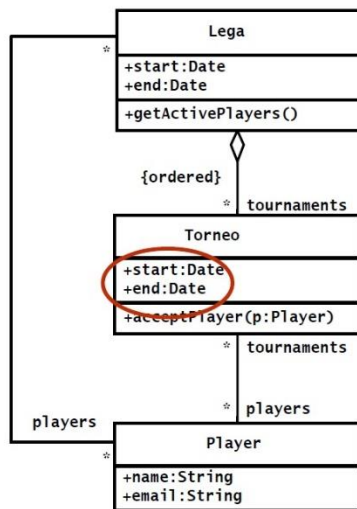 Lega
*
+start:Date
+end:Date
+getActivePlayers()
{ordered}
* tournaments
Torneo
+start:Date
+end:Date
+acceptPlayer(p:Player)
*
tournaments
* players
players
*
Player
+name:String
+email:String